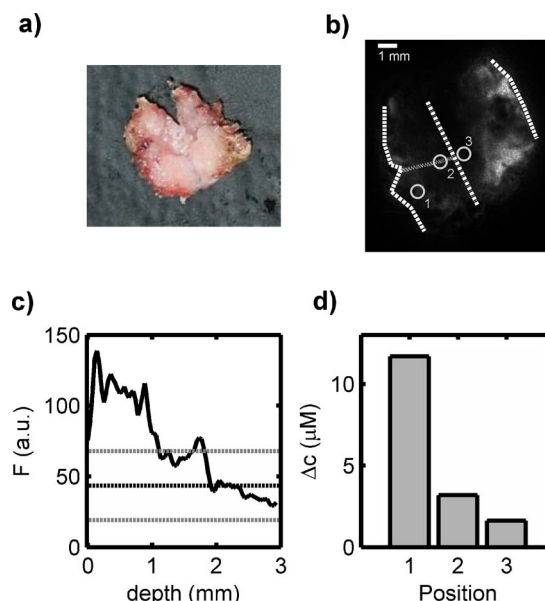 a)
b)
1 mm
3
2
1
c)
150
100
50
0
F (a.u.)
0 1 2 3
depth (mm)
d)
10
5
0
Δc (μM)
1 2 3
Position